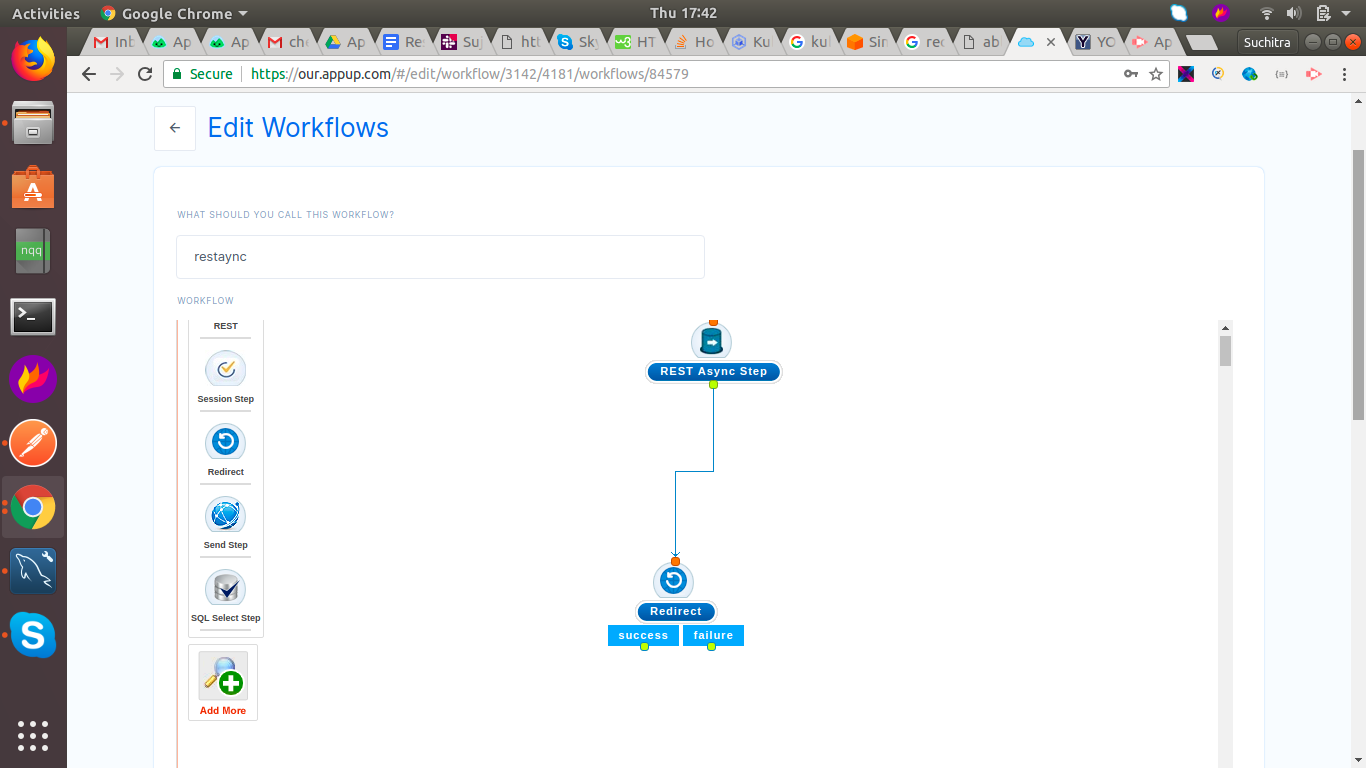 Activities Google Chrome Thu 17:42
Inb Ap Ap che Ap Re Suj htt Sky HT Ho Ku kul Sin rec ab YO Ap Suchitra
Secure https://our.appup.com/#/edit/workflow/3142/4181/workflows/84579
Edit Workflows
WHAT SHOULD YOU CALL THIS WORKFLOW?
restaync
WORKFLOW
REST
REST Async Step
Session Step
Redirect
Send Step
SQL Select Step
Redirect
success failure
Add More
nqq